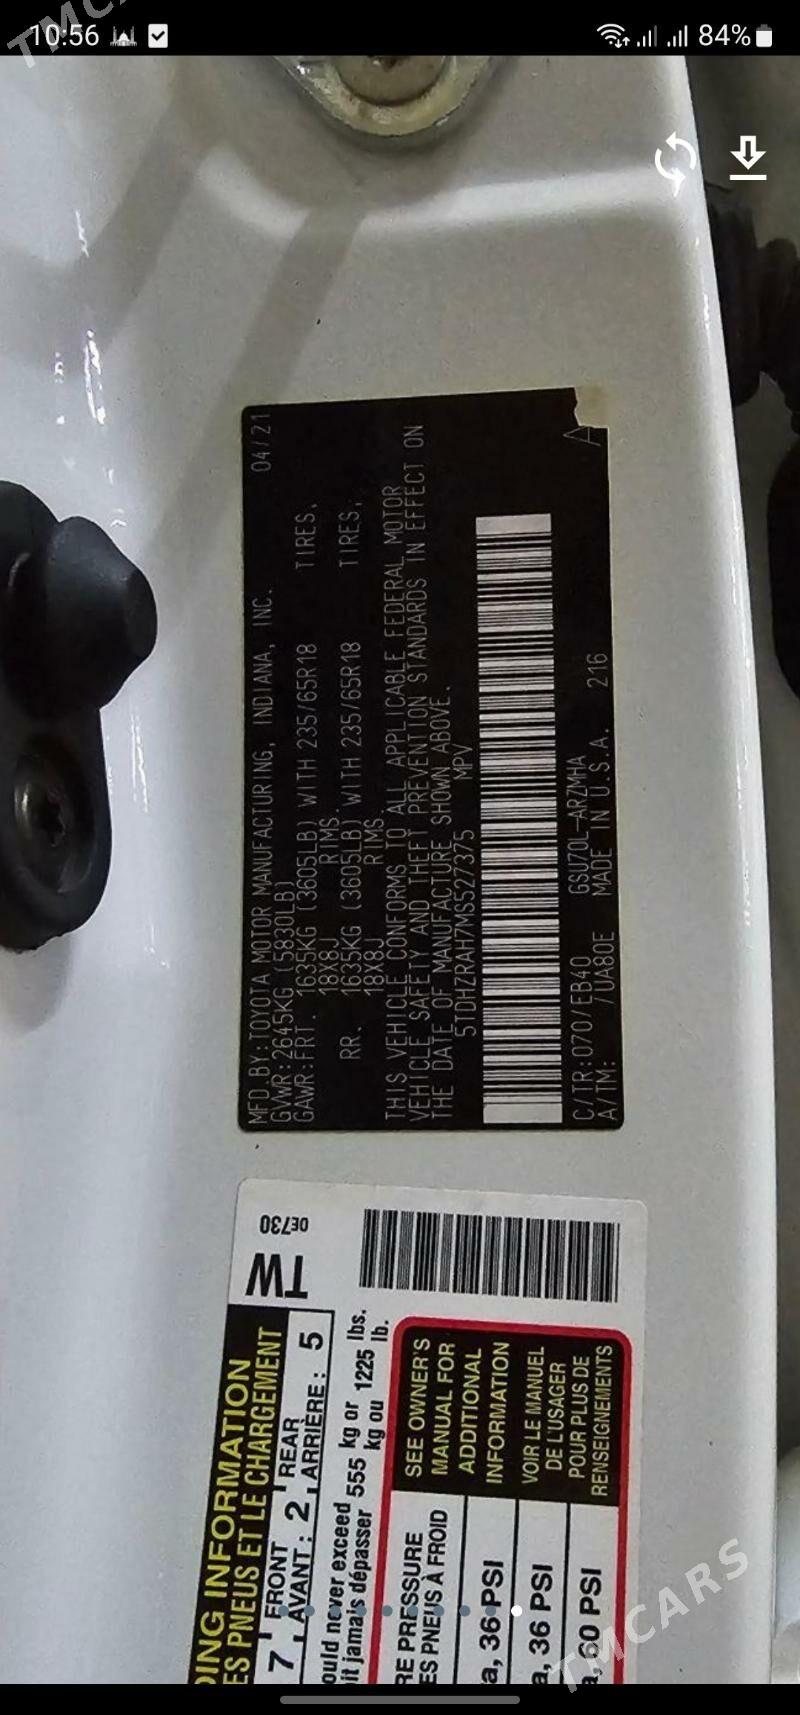 10:56
84%
TMCARS
MFD.BY:TOYOTA MOTOR MANUFACTURING, INDIANA, INC. 04/21
GVWR:2645KG (5830LB)
GAWR:FRT. 1635KG (3605LB) WITH 235/65R18 TIRES,
18X8J RIMS.
RR. 1635KG (3605LB) WITH 235/65R18 TIRES,
18X8J RIMS.
THIS VEHICLE CONFORMS TO ALL APPLICABLE FEDERAL MOTOR
VEHICLE SAFETY AND THEFT PREVENTION STANDARDS IN EFFECT ON
THE DATE OF MANUFACTURE SHOWN ABOVE.
5TDHZRAH7MS527375 MPV
A
C/TR:070/EB40 GSU70L-ARZMHA
A/TM: /UA80E MADE IN U.S.A. 216
0E730
TW
DING INFORMATION
ES PNEUS ET LE CHARGEMENT
7 FRONT AVANT: 2 REAR ARRIÈRE: 5
ould never exceed 555 kg or 1225 lbs.
it jamais dépasser kg ou lb.
RE PRESSURE
ES PNEUS À FROID
a, 36 PSI
a, 36 PSI
a, 60 PSI
SEE OWNER'S
MANUAL FOR
ADDITIONAL
INFORMATION
VOIR LE MANUEL
DE L'USAGER
POUR PLUS DE
RENSEIGNEMENTS
TMCARS